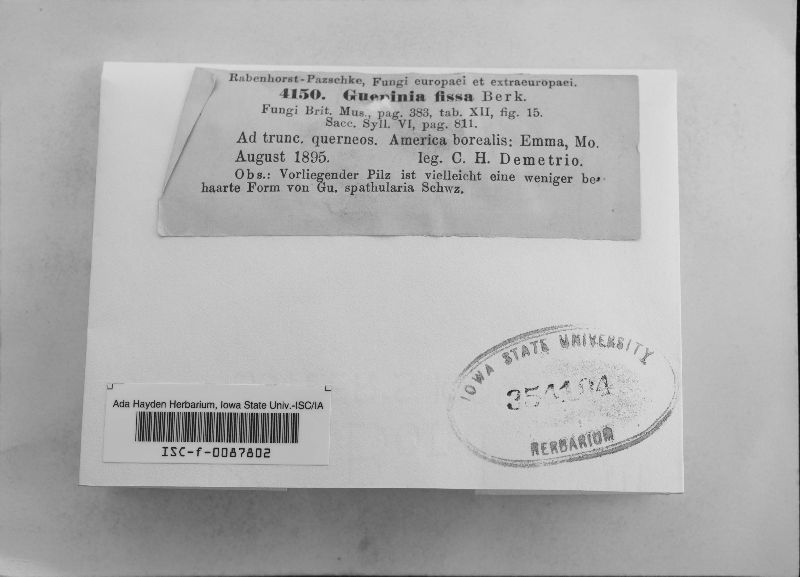 Rabenhorst-Pazschke, Fungi europaei et extraeuropaei.
4150. Guepinia fissa Berk.
Fungi Brit. Mus., pag. 383, tab. XII, fig. 15.
Sacc. Syll. VI, pag. 811.
Ad trunc. querneos. America borealis: Emma, Mo.
August 1895. leg. C. H. Demetrio.
Obs.: Vorliegender Pilz ist vielleicht eine weniger be-
haarte Form von Gu. spathularia Schwz.
IOWA STATE UNIVERSITY
354194
HERBARIUM
Ada Hayden Herbarium, Iowa State Univ.-ISC/IA
ISC-f-0087802